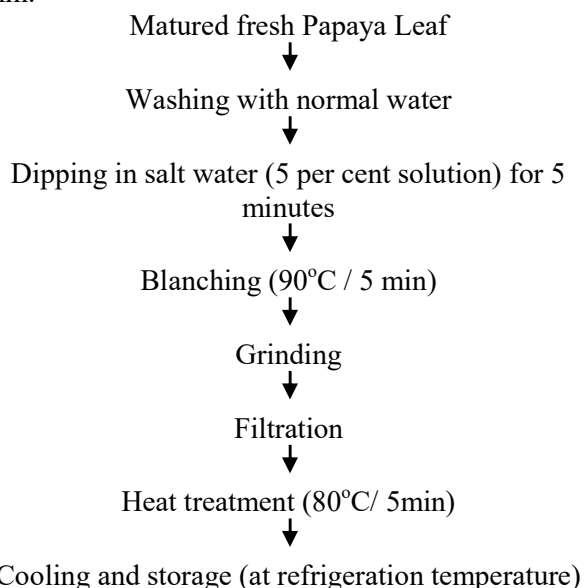 Matured fresh Papaya Leaf
Washing with normal water
Dipping in salt water (5 per cent solution) for 5
minutes
Blanching (90°C / 5 min)
Grinding
Filtration
Heat treatment (80°C/ 5min)
Cooling and storage (at refrigeration temperature)